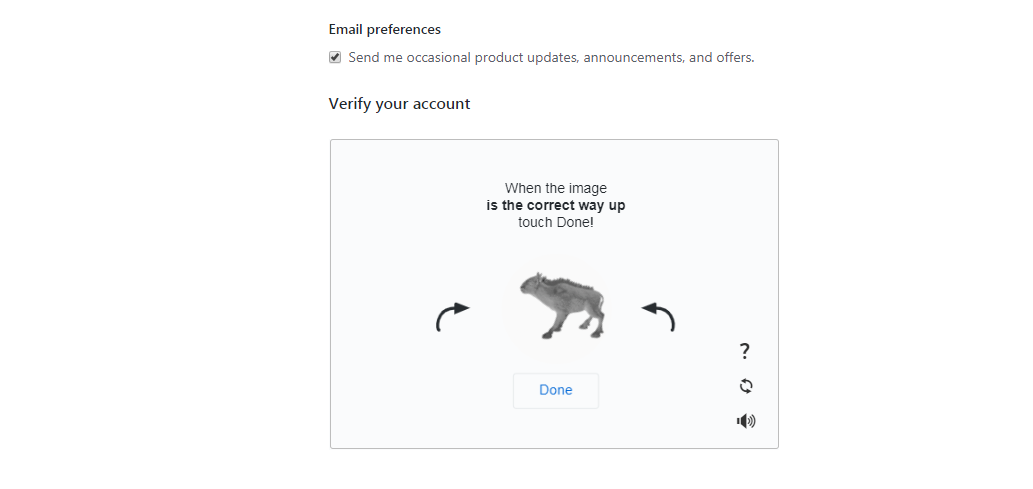 Email preferences
Send me occasional product updates, announcements, and offers.
Verify your account
When the image
is the correct way up
touch Done!
?
Done